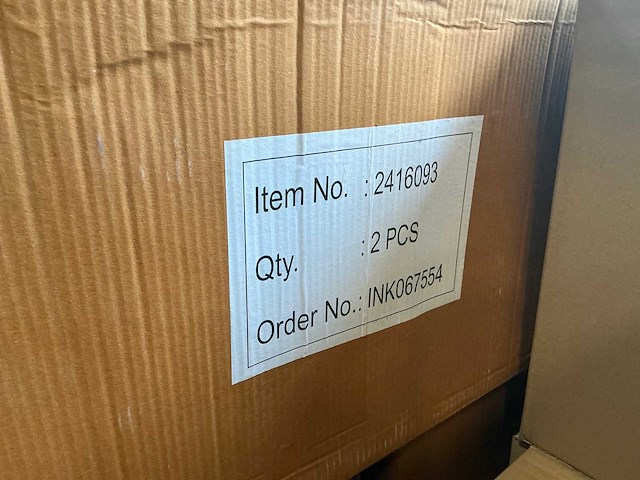 Item No. : 2416093
Qty. : 2 PCS
Order No.: INK067554